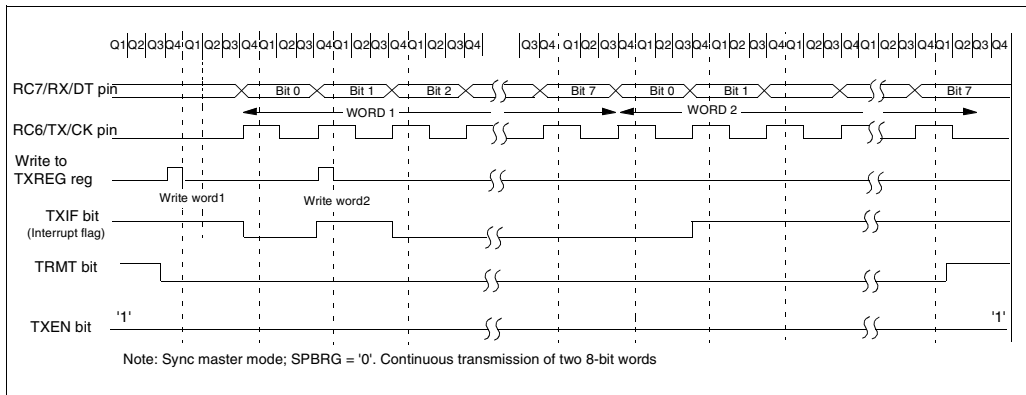 Q1 Q2 Q3 Q4 Q1 Q2 Q3 Q4 Q1 Q2 Q3 Q4 Q1 Q2 Q3 Q4 Q1 Q2 Q3 Q4 Q3 Q4 Q1 Q2 Q3 Q4 Q1 Q2 Q3 Q4 Q1 Q2 Q3 Q4 Q1 Q2 Q3 Q4 Q1 Q2 Q3 Q4 Q1 Q2 Q3 Q4
RC7/RX/DT pin Bit 0 Bit 1 Bit 2 Bit 7 Bit 0 Bit 1 Bit 7
WORD 1 WORD 2
RC6/TX/CK pin
Write to
TXREG reg
Write word1 Write word2
TXIF bit
(Interrupt flag)
TRMT bit
'1' '1'
TXEN bit
Note: Sync master mode; SPBRG = '0'. Continuous transmission of two 8-bit words